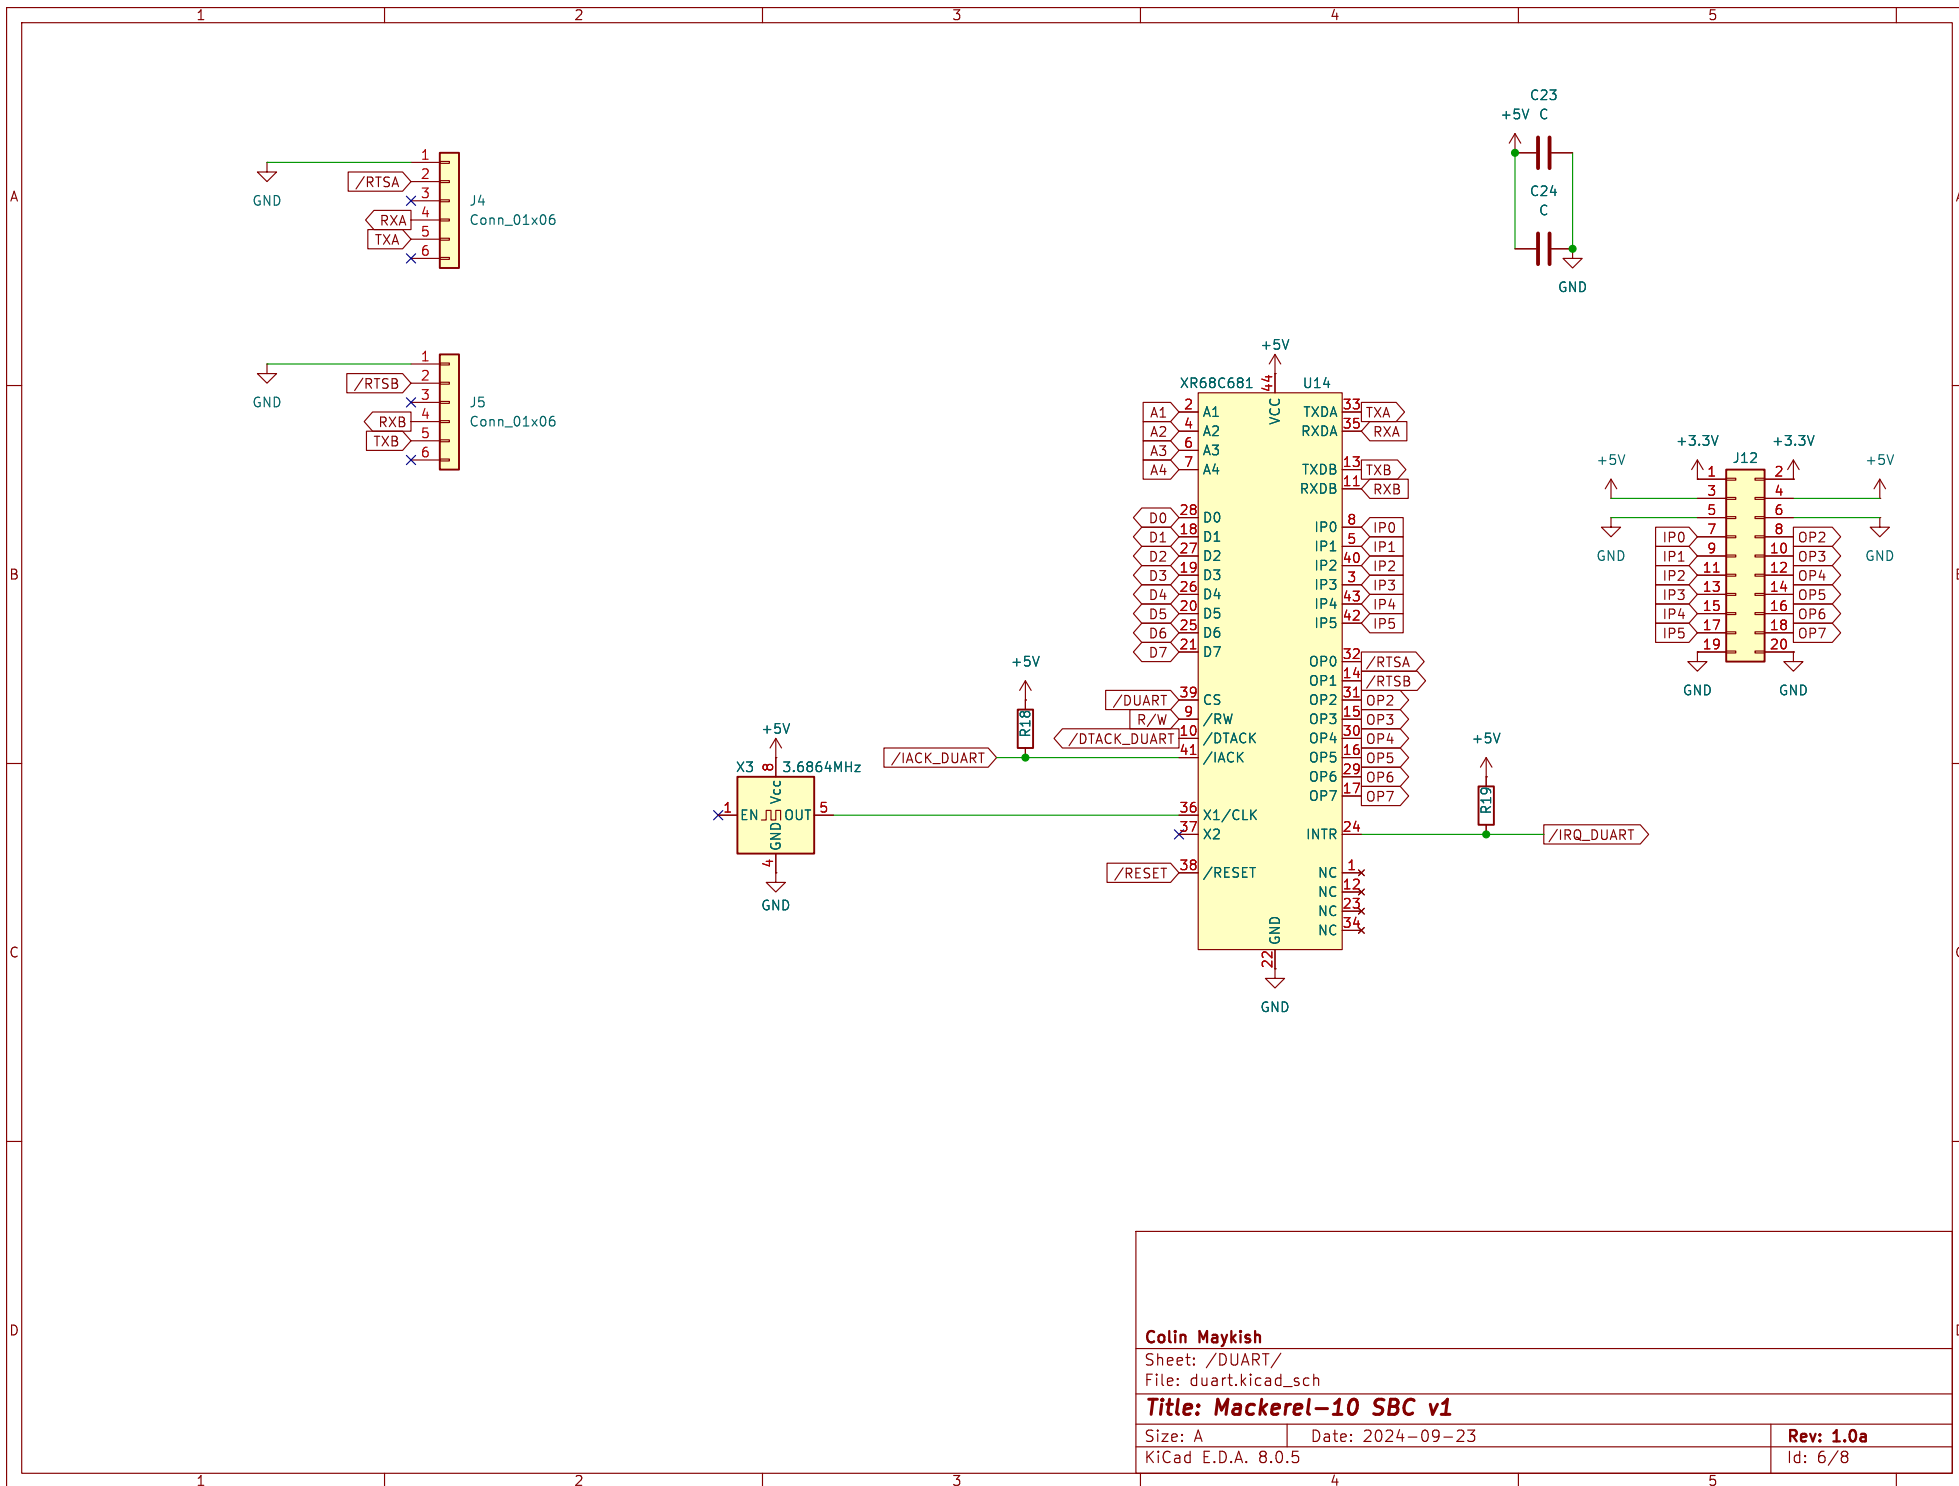 1 2 3 4 5
A
B
C
D
C23
C
+5V
C24
C
GND
GND
1
2
3
4
5
6
/RTSA
RXA
TXA
J4
Conn_01x06
GND
1
2
3
4
5
6
/RTSB
RXB
TXB
J5
Conn_01x06
+5V
XR68C681
U14
44
VCC
A1 2 A1
A2 4 A2
A3 6 A3
A4 7 A4
D0 28 D0
D1 18 D1
D2 27 D2
D3 19 D3
D4 26 D4
D5 20 D5
D6 25 D6
D7 21 D7
/DUART 39 CS
R/W 9 /RW
/DTACK_DUART 10 /DTACK
/IACK_DUART 41 /IACK
36 X1/CLK
37 X2
/RESET 38 /RESET
TXDA 33 TXA
RXDA 35 RXA
TXDB 13 TXB
RXDB 11 RXB
IP0 8 IP0
IP1 5 IP1
IP2 40 IP2
IP3 3 IP3
IP4 43 IP4
IP5 42 IP5
OP0 32 /RTSA
OP1 14 /RTSB
OP2 31 OP2
OP3 15 OP3
OP4 30 OP4
OP5 16 OP5
OP6 29 OP6
OP7 17 OP7
INTR 24
NC 1
NC 12
NC 23
NC 34
GND
22
GND
+5V
R18
+5V
X3
8
3.6864MHz
Vcc
1 EN OUT 5
GND
4
GND
+5V
R19
/IRQ_DUART
+3.3V +3.3V
+5V J12 +5V
1 2
3 4
5 6
IP0 7 8 OP2
IP1 9 10 OP3
IP2 11 12 OP4
IP3 13 14 OP5
IP4 15 16 OP6
IP5 17 18 OP7
19 20
GND GND
GND GND
Colin Maykish
Sheet: /DUART/
File: duart.kicad_sch
Title: Mackerel-10 SBC v1
Size: A Date: 2024-09-23 Rev: 1.0a
KiCad E.D.A. 8.0.5 Id: 6/8
1 2 3 4 5